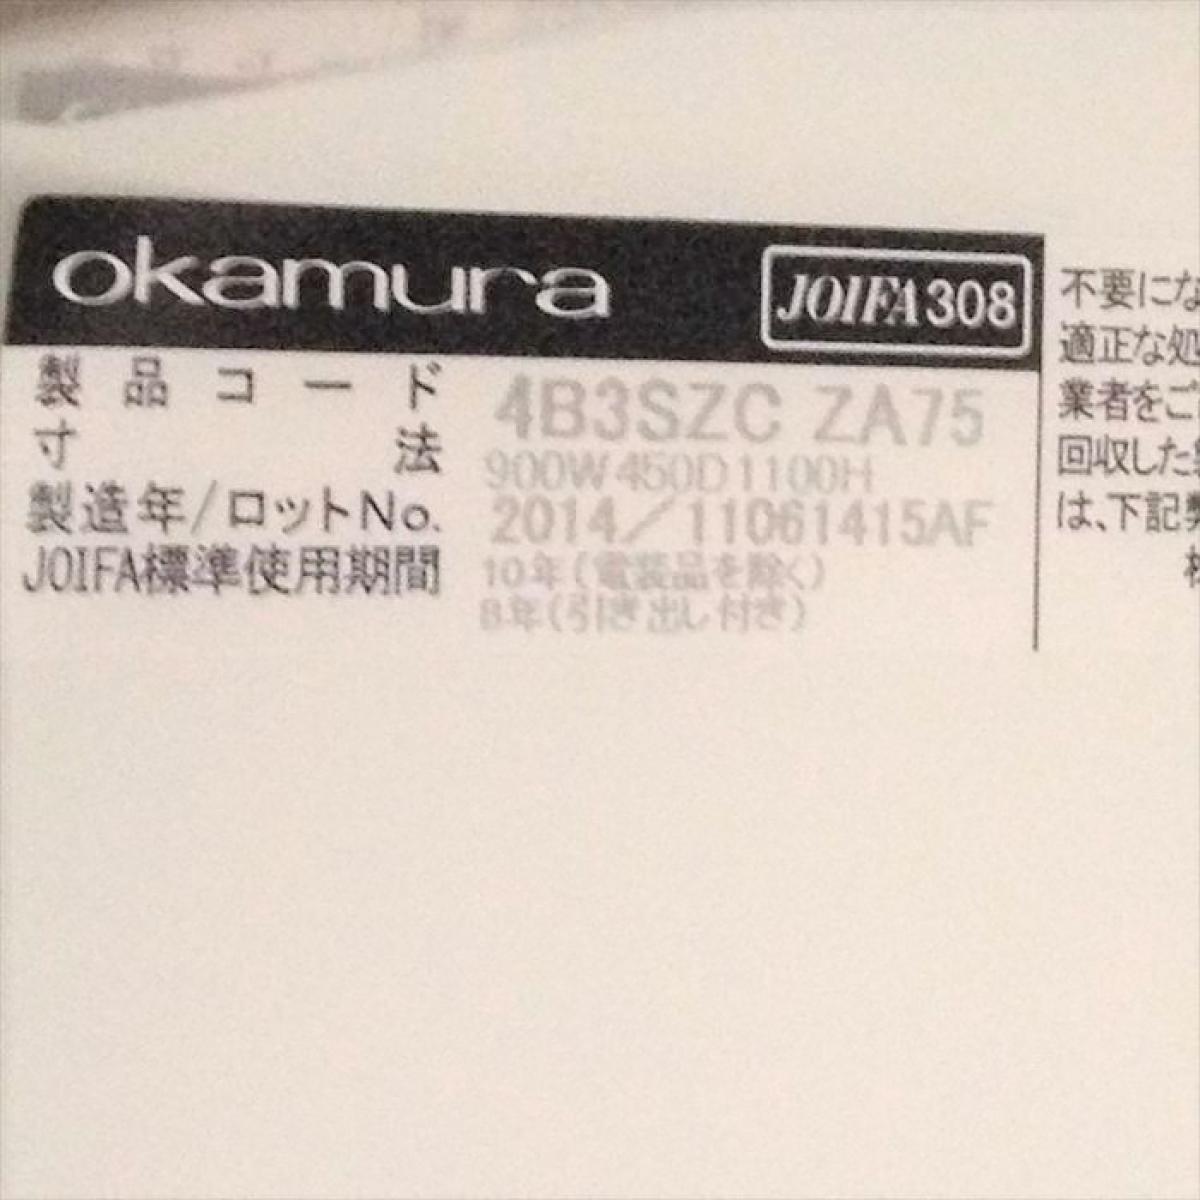 okamura JOIFA308
製品コード 4B3SZC ZA75
寸法 900W450D1100H
製造年/ロットNo. 2014/11061415AF
JOIFA標準使用期間 10年(電装品を除く)
8年(引き出し付き)
不要にな
適正な処
業者をご
回収した
は、下記